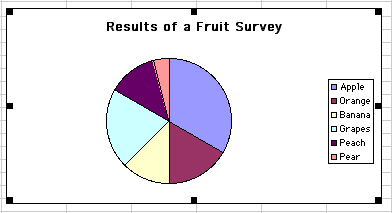 Results of a Fruit Survey
Apple
Orange
Banana
Grapes
Peach
Pear